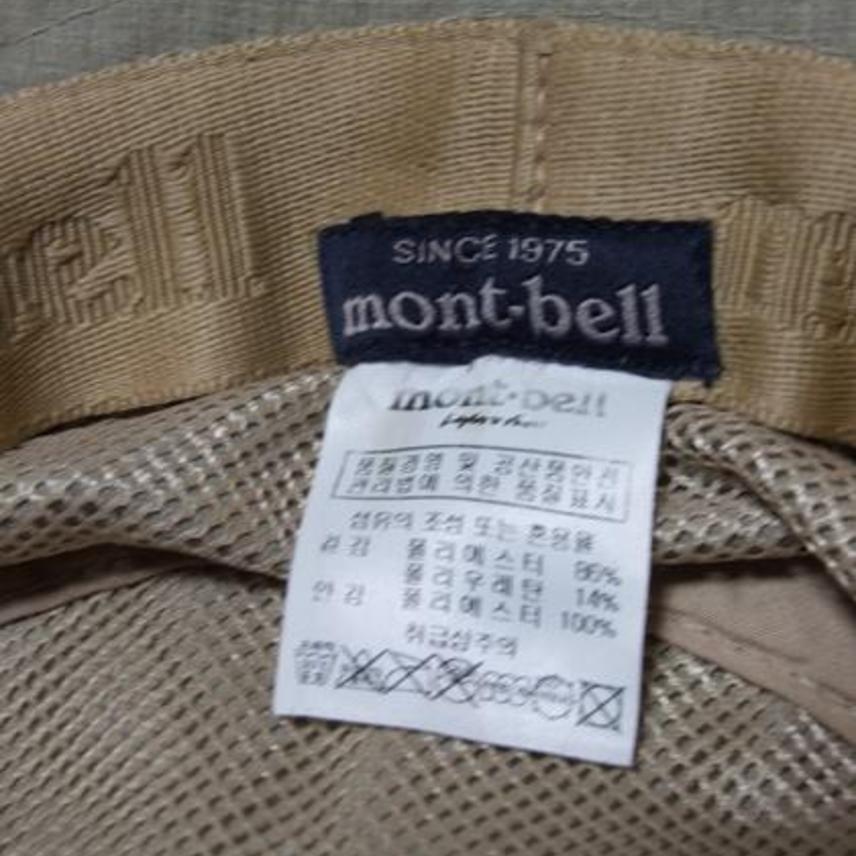 ell
SINCE 1975
mont-bell
mont-bell
품질경영 및 공산품안전
관리법에 의한 품질표시
섬유의 조성 또는 혼용율
겉감 폴리에스터 86%
폴리우레탄 14%
안감 폴리에스터 100%
취급상주의